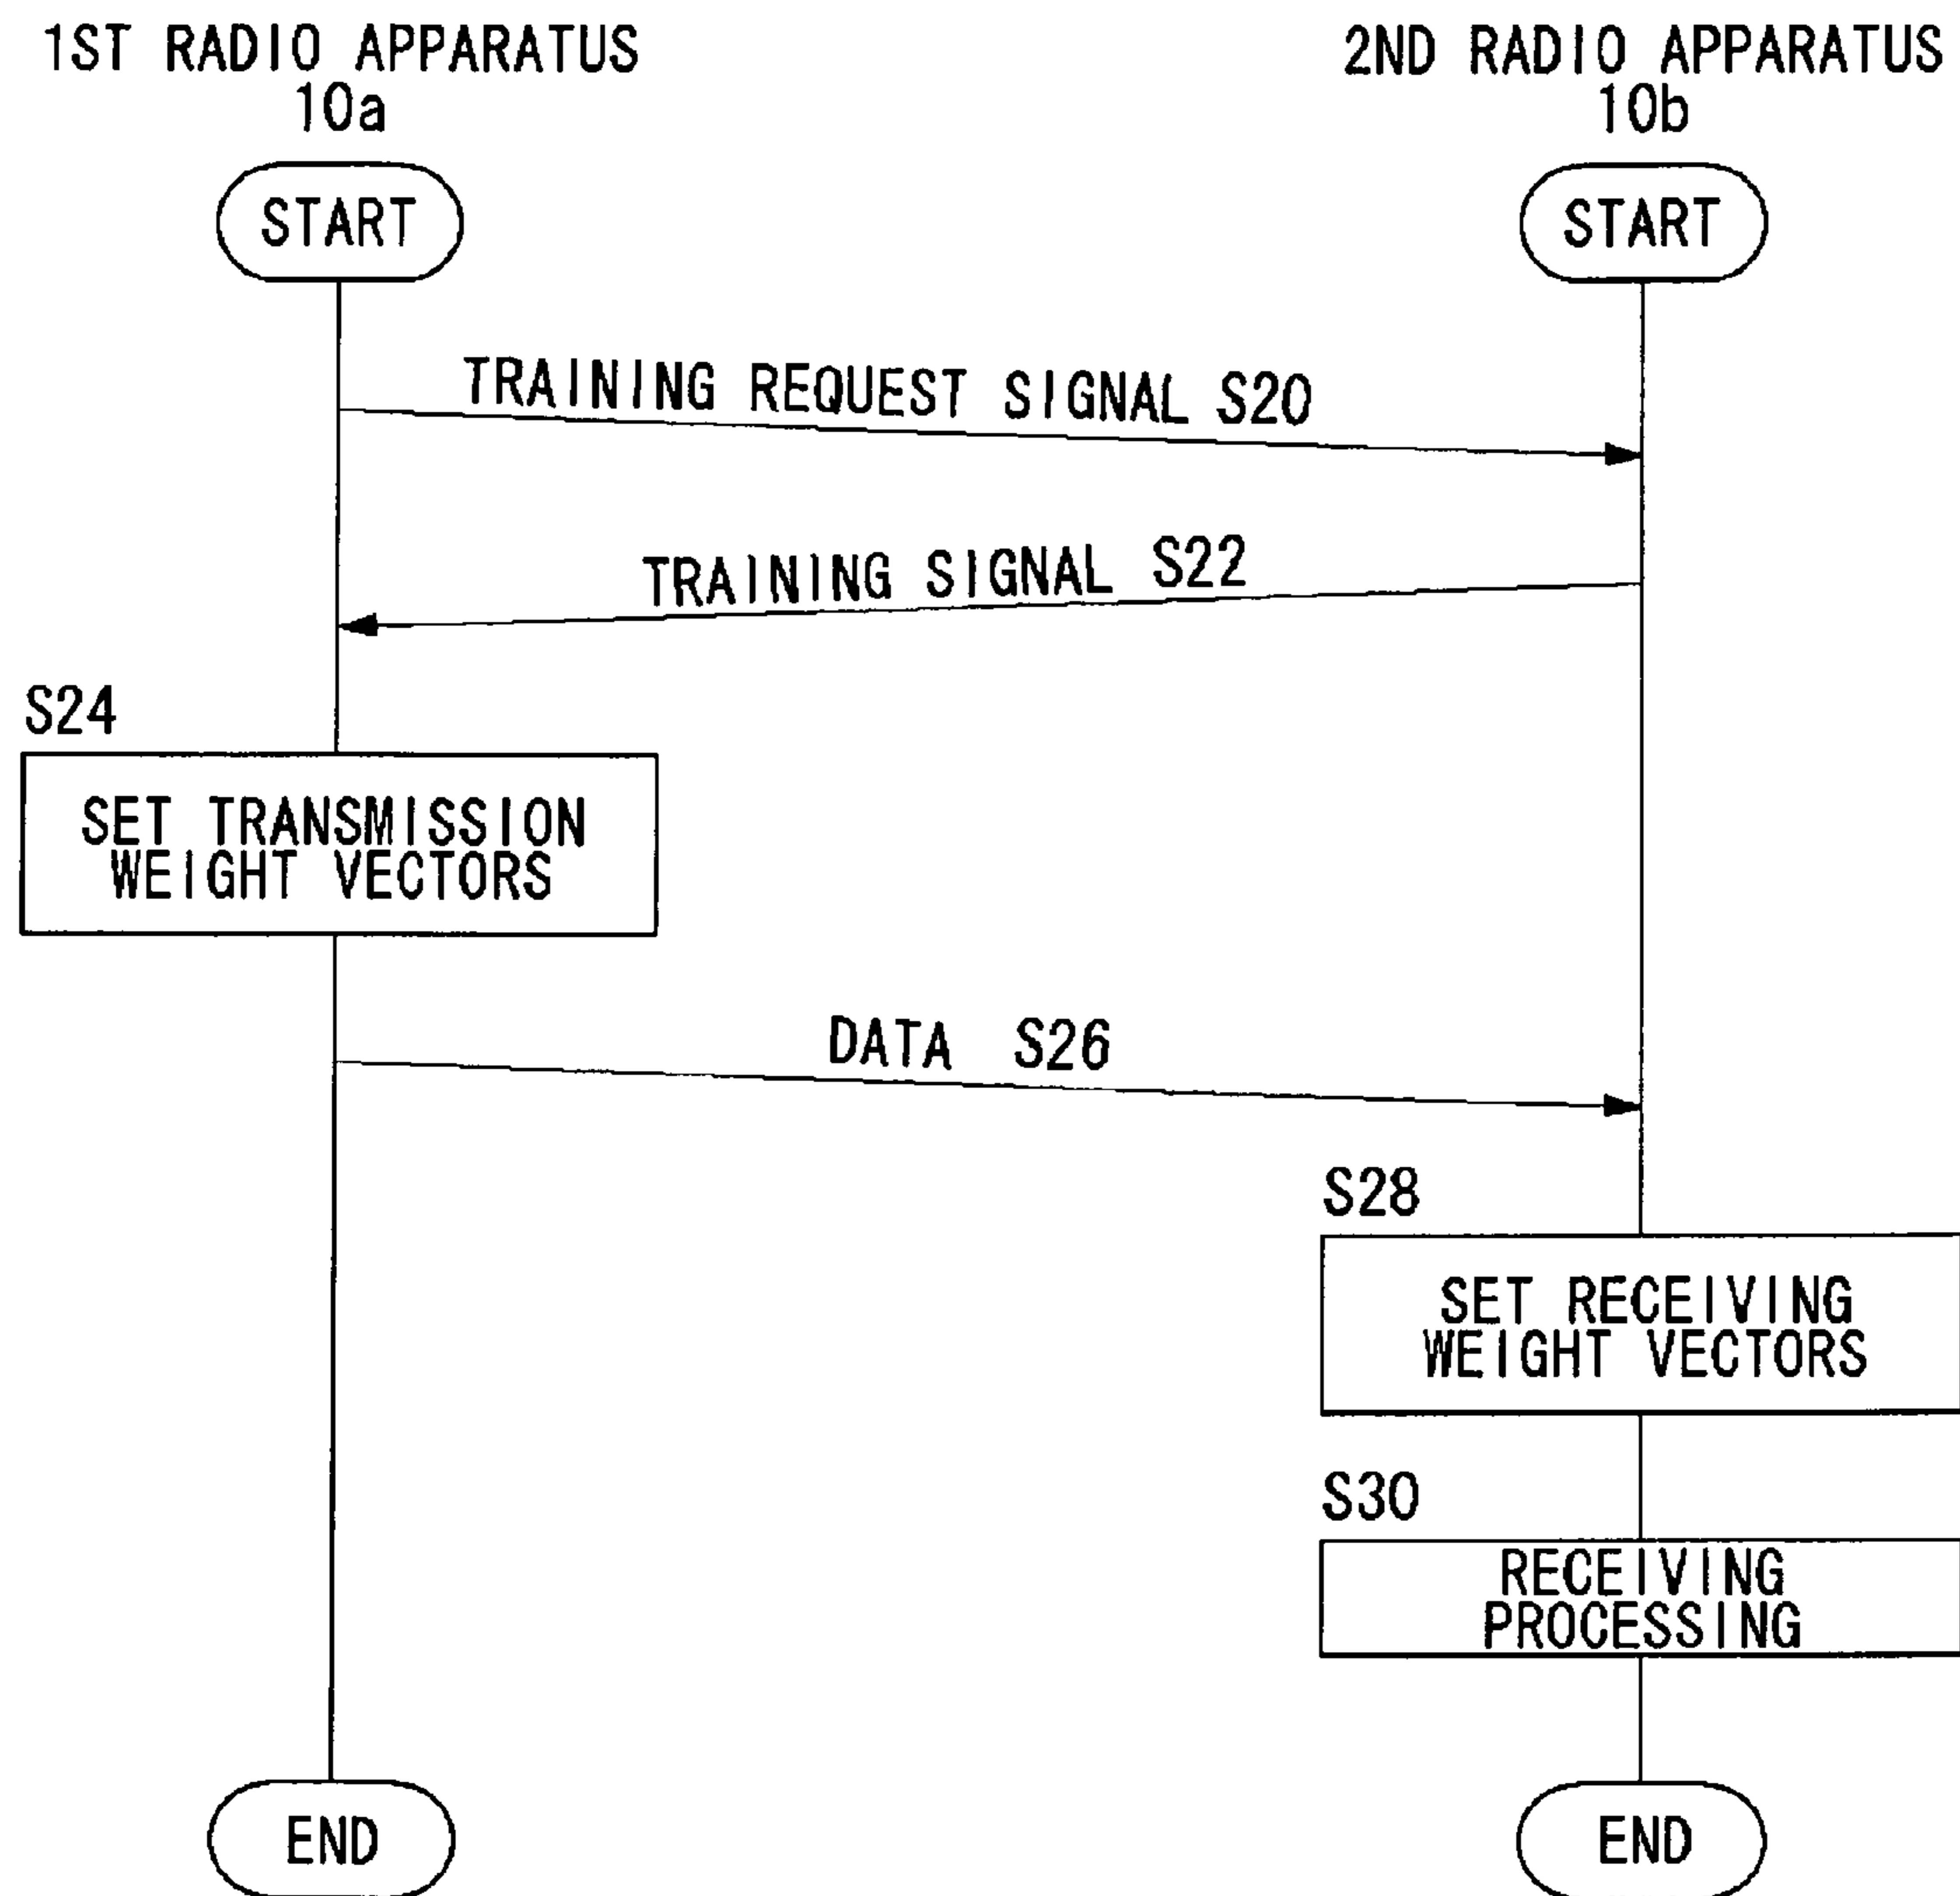 1ST RADIO APPARATUS
10a
2ND RADIO APPARATUS
10b
START
START
TRAINING REQUEST SIGNAL S20
TRAINING SIGNAL S22
S24
SET TRANSMISSION
WEIGHT VECTORS
DATA S26
S28
SET RECEIVING
WEIGHT VECTORS
S30
RECEIVING
PROCESSING
END
END